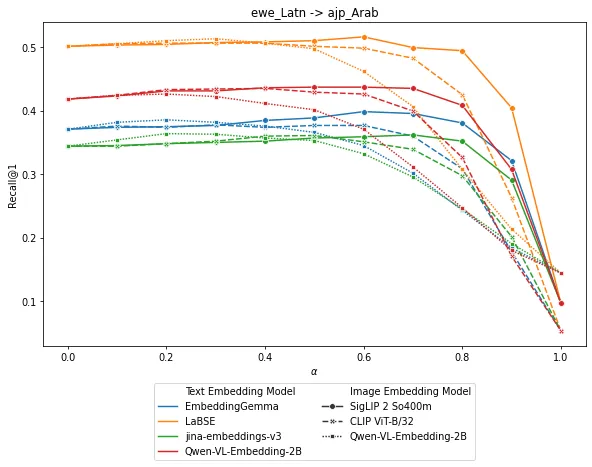 ewe_Latn -> ajp_Arab
Recall@1
0.5
0.4
0.3
0.2
0.1
0.0 0.2 0.4 0.6 0.8 1.0
α
Text Embedding Model Image Embedding Model
EmbeddingGemma SigLIP 2 So400m
LaBSE CLIP ViT-B/32
jina-embeddings-v3 Qwen-VL-Embedding-2B
Qwen-VL-Embedding-2B